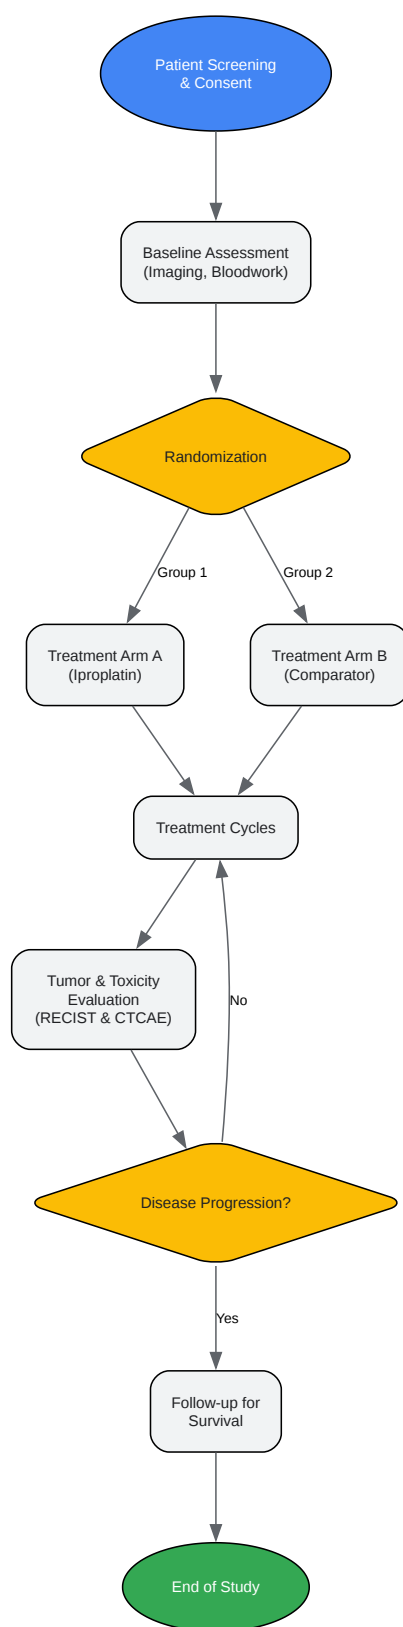 Patient Screening
& Consent
Baseline Assessment
(Imaging, Bloodwork)
Randomization
Group 1
Group 2
Treatment Arm A
(Iproplatin)
Treatment Arm B
(Comparator)
Treatment Cycles
Tumor & Toxicity
Evaluation
(RECIST & CTCAE)
No
Disease Progression?
Yes
Follow-up for
Survival
End of Study